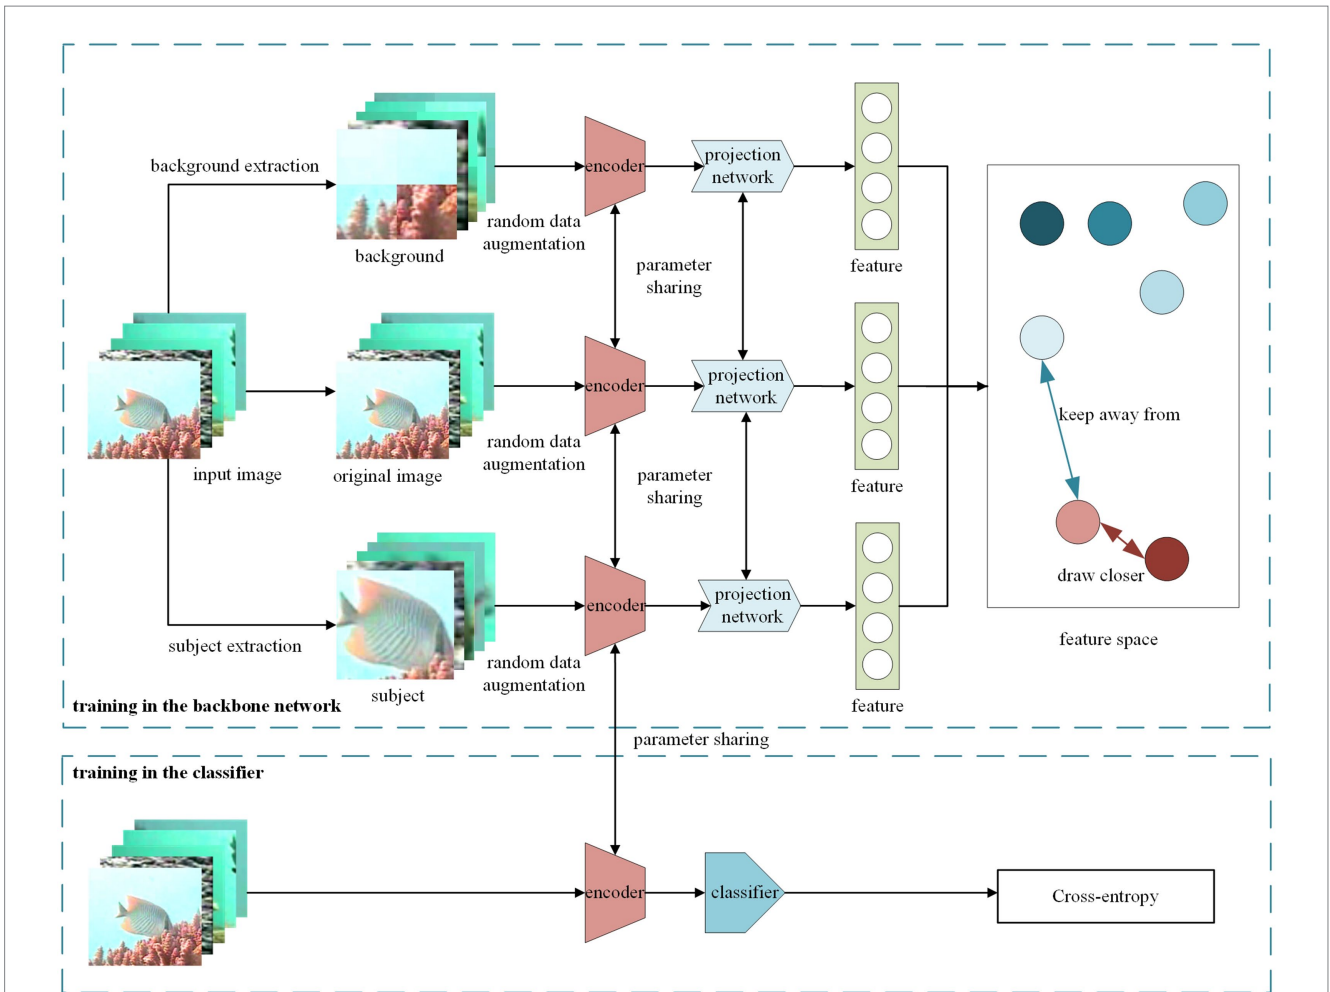 background extraction
background
random data
augmentation
encoder
projection
network
feature
parameter
sharing
input image
original image
random data
augmentation
encoder
projection
network
feature
parameter
sharing
subject extraction
subject
random data
augmentation
encoder
projection
network
feature
keep away from
draw closer
feature space
training in the backbone network
parameter sharing
training in the classifier
encoder
classifier
Cross-entropy